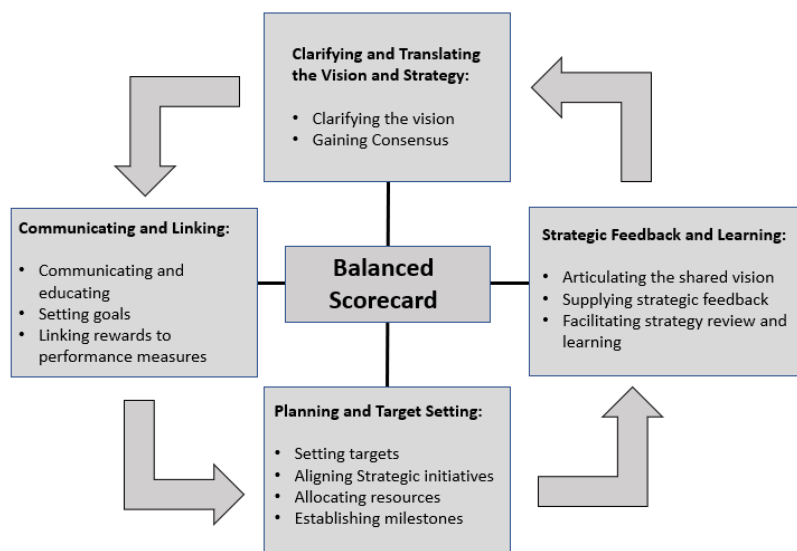 Clarifying and Translating
the Vision and Strategy:
• Clarifying the vision
• Gaining Consensus
Communicating and Linking:
• Communicating and
educating
• Setting goals
• Linking rewards to
performance measures
Balanced
Scorecard
Strategic Feedback and Learning:
• Articulating the shared vision
• Supplying strategic feedback
• Facilitating strategy review and
learning
Planning and Target Setting:
• Setting targets
• Aligning Strategic initiatives
• Allocating resources
• Establishing milestones